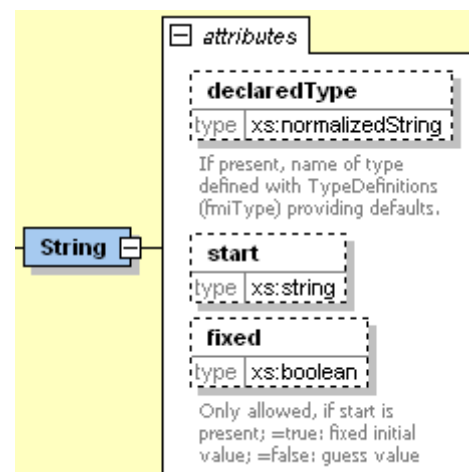 attributes
declaredType
type xs:normalizedString
If present, name of type
defined with TypeDefinitions
(fmiType) providing defaults.
String
start
type xs:string
fixed
type xs:boolean
Only allowed, if start is
present; =true: fixed initial
value; =false: guess value